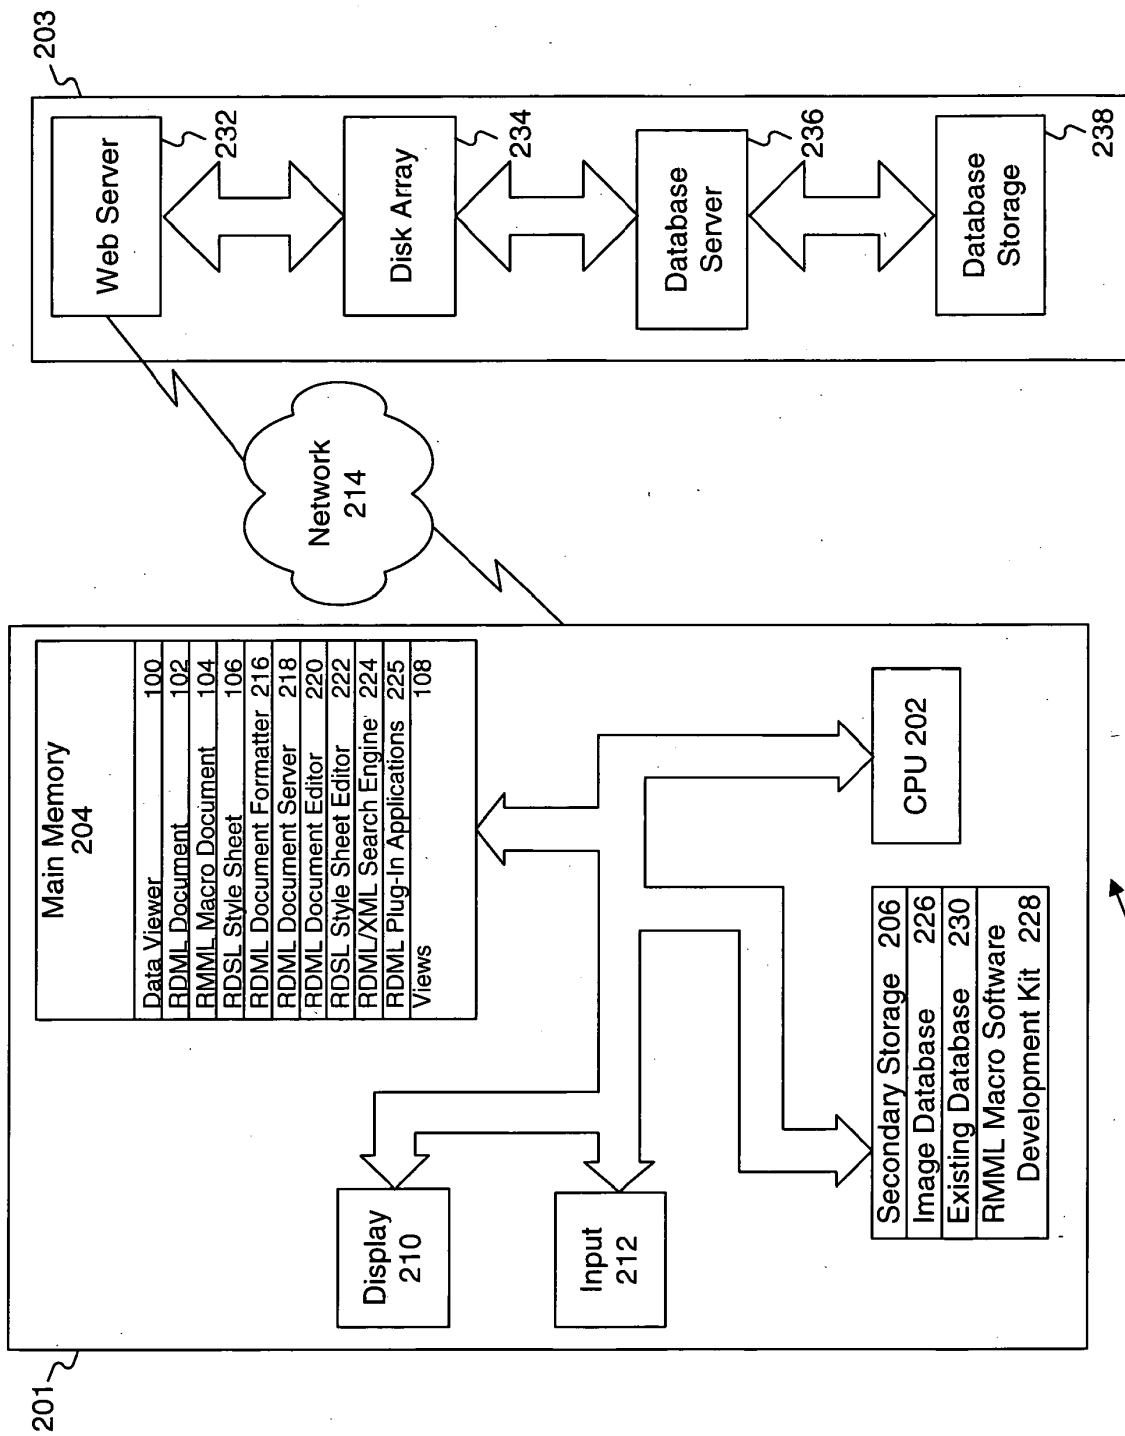 201
Main Memory
204
Data Viewer 100
RDML Document 102
RMML Macro Document 104
RDSL Style Sheet 106
RDML Document Formatter 216
RDML Document Server 218
RDML Document Editor 220
RDSL Style Sheet Editor 222
RDML/XML Search Engine 224
RDML Plug-In Applications 225
Views 108
Display
210
Input
212
CPU 202
Secondary Storage 206
Image Database 226
Existing Database 230
RMML Macro Software
Development Kit 228
Network
214
203
Web Server
232
Disk Array
234
Database
Server
236
Database
Storage
238